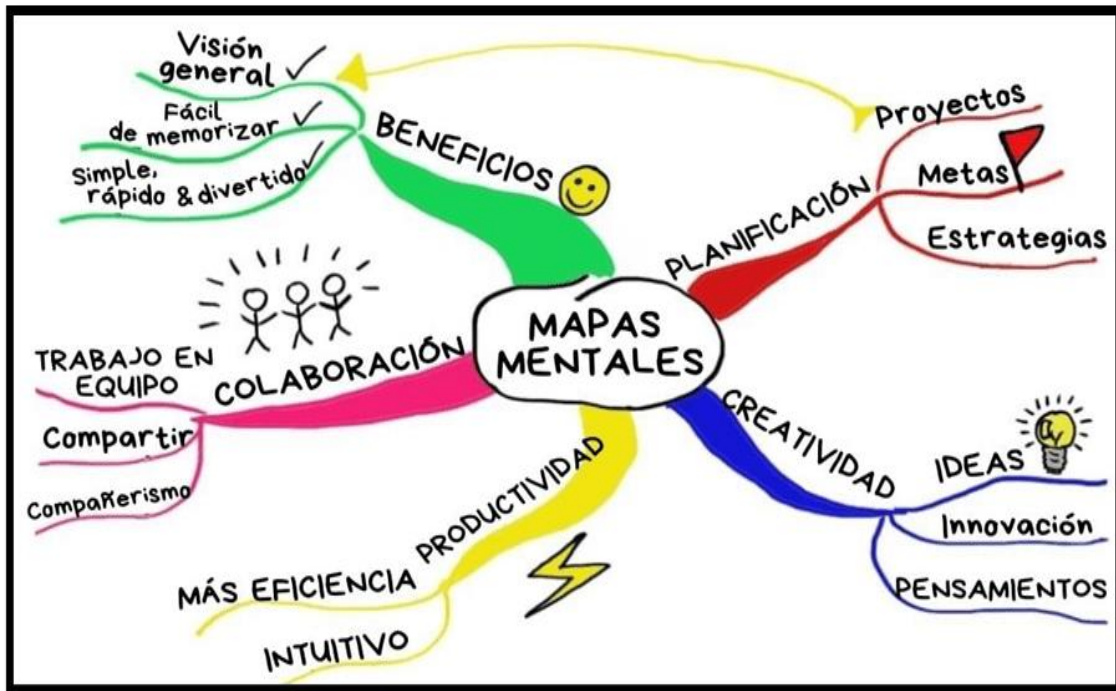 MAPAS
MENTALES
BENEFICIOS
Visión
general
Fácil
de memorizar
Simple,
rápido & divertido
PLANIFICACIÓN
Proyectos
Metas
Estrategias
CREATIVIDAD
IDEAS
Innovación
PENSAMIENTOS
PRODUCTIVIDAD
MÁS EFICIENCIA
INTUITIVO
COLABORACIÓN
TRABAJO EN
EQUIPO
Compartir
Compañerismo